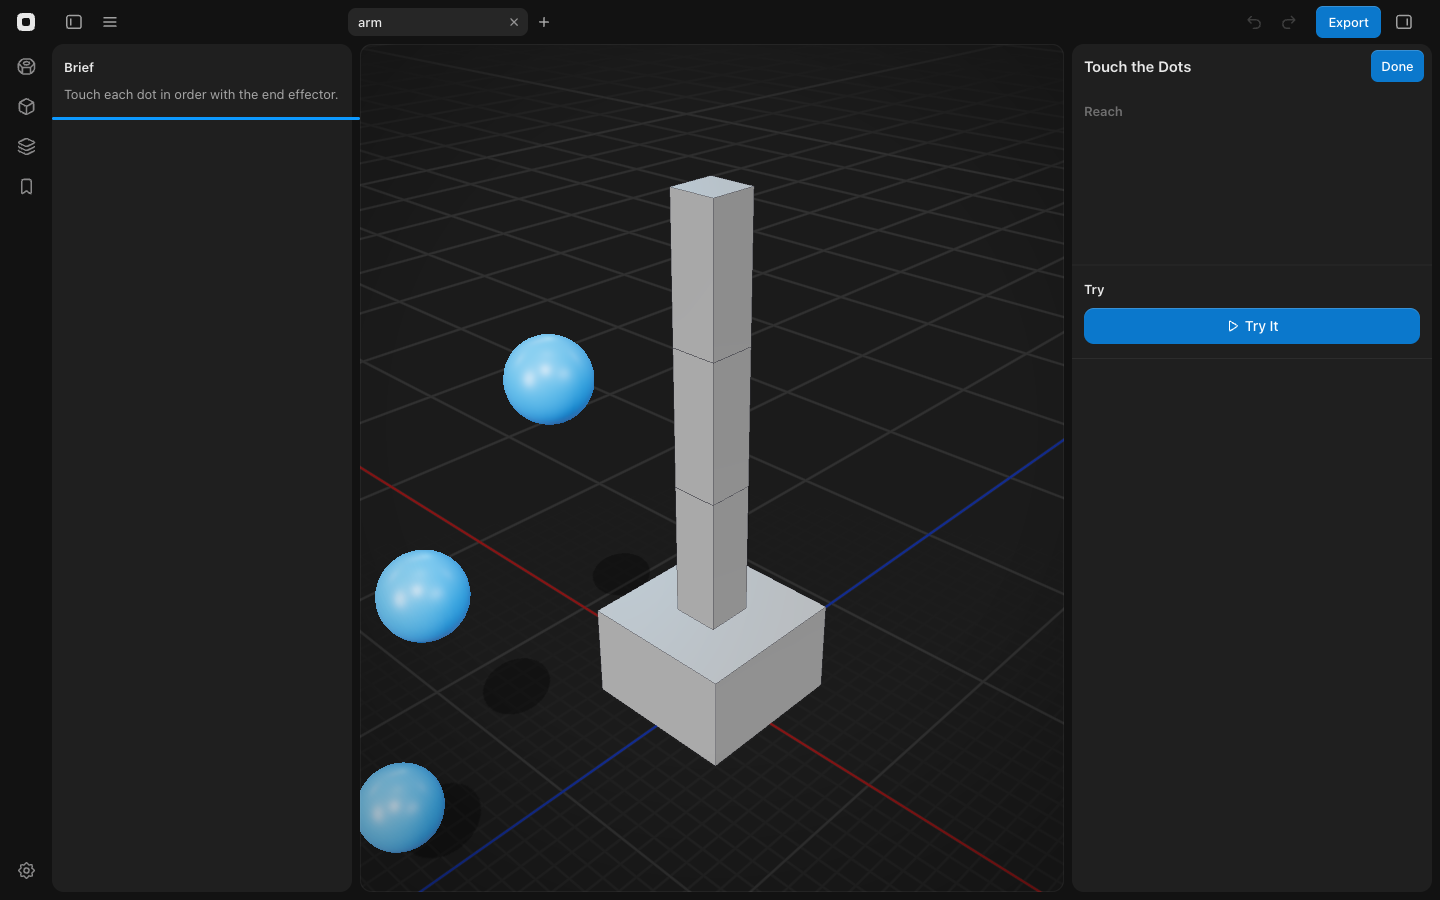 arm
Export
Brief
Touch each dot in order with the end effector.
Touch the Dots
Done
Reach
Try
Try It